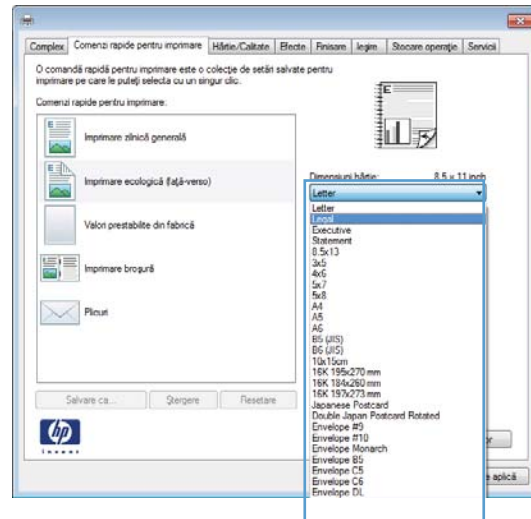 Complex Comenzi rapide pentru imprimare Hârtie/Calitate Efecte Finisare Ieşire Stocare operaţie Servicii
O comandă rapidă pentru imprimare este o colecţie de setări salvate pentru
imprimare pe care le puteţi selecta cu un singur clic.
Comenzi rapide pentru imprimare:
Imprimare zilnică generală
Imprimare ecologică (faţă-verso)
Valori prestabilite din fabrică
Imprimare broşură
Plicuri
Salvare ca... Ştergere Resetare
hp
invent
Dimensiuni hârtie: 8.5 × 11 inch
Letter
Letter
Legal
Executive
Statement
8.5x13
3x5
4x6
5x7
5x8
A4
A5
A6
B5 (JIS)
B6 (JIS)
10x15cm
16K 195x270 mm
16K 184x260 mm
16K 197x273 mm
Japanese Postcard
Double Japan Postcard Rotated
Envelope #9
Envelope #10
Envelope Monarch
Envelope B5
Envelope C5
Envelope C6
Envelope DL
aplică